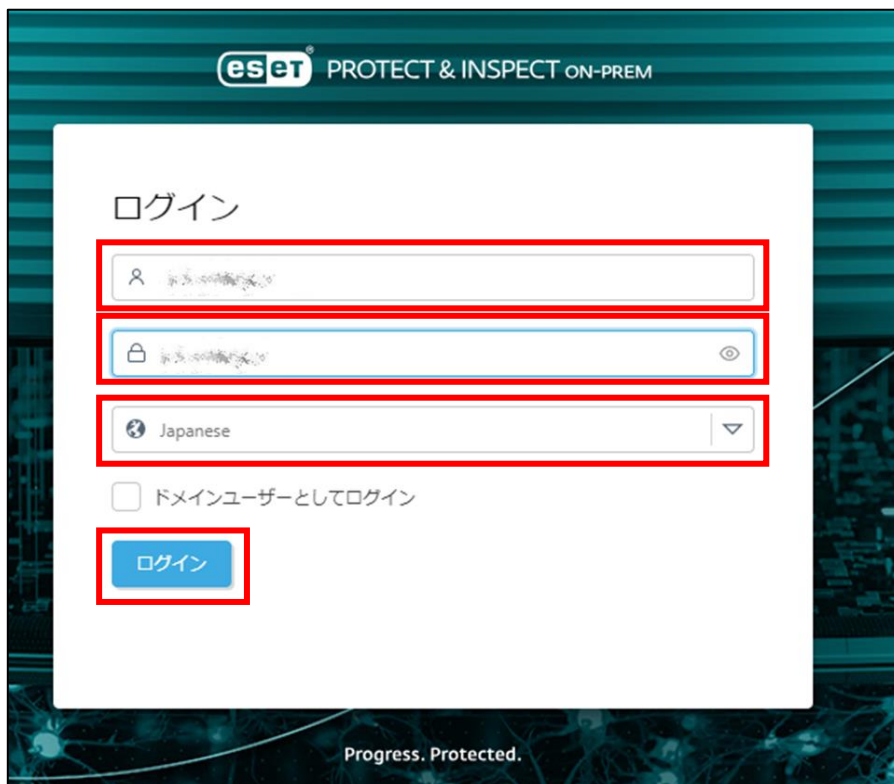 eset® PROTECT & INSPECT ON-PREM
ログイン
Japanese
ドメインユーザーとしてログイン
ログイン
Progress. Protected.